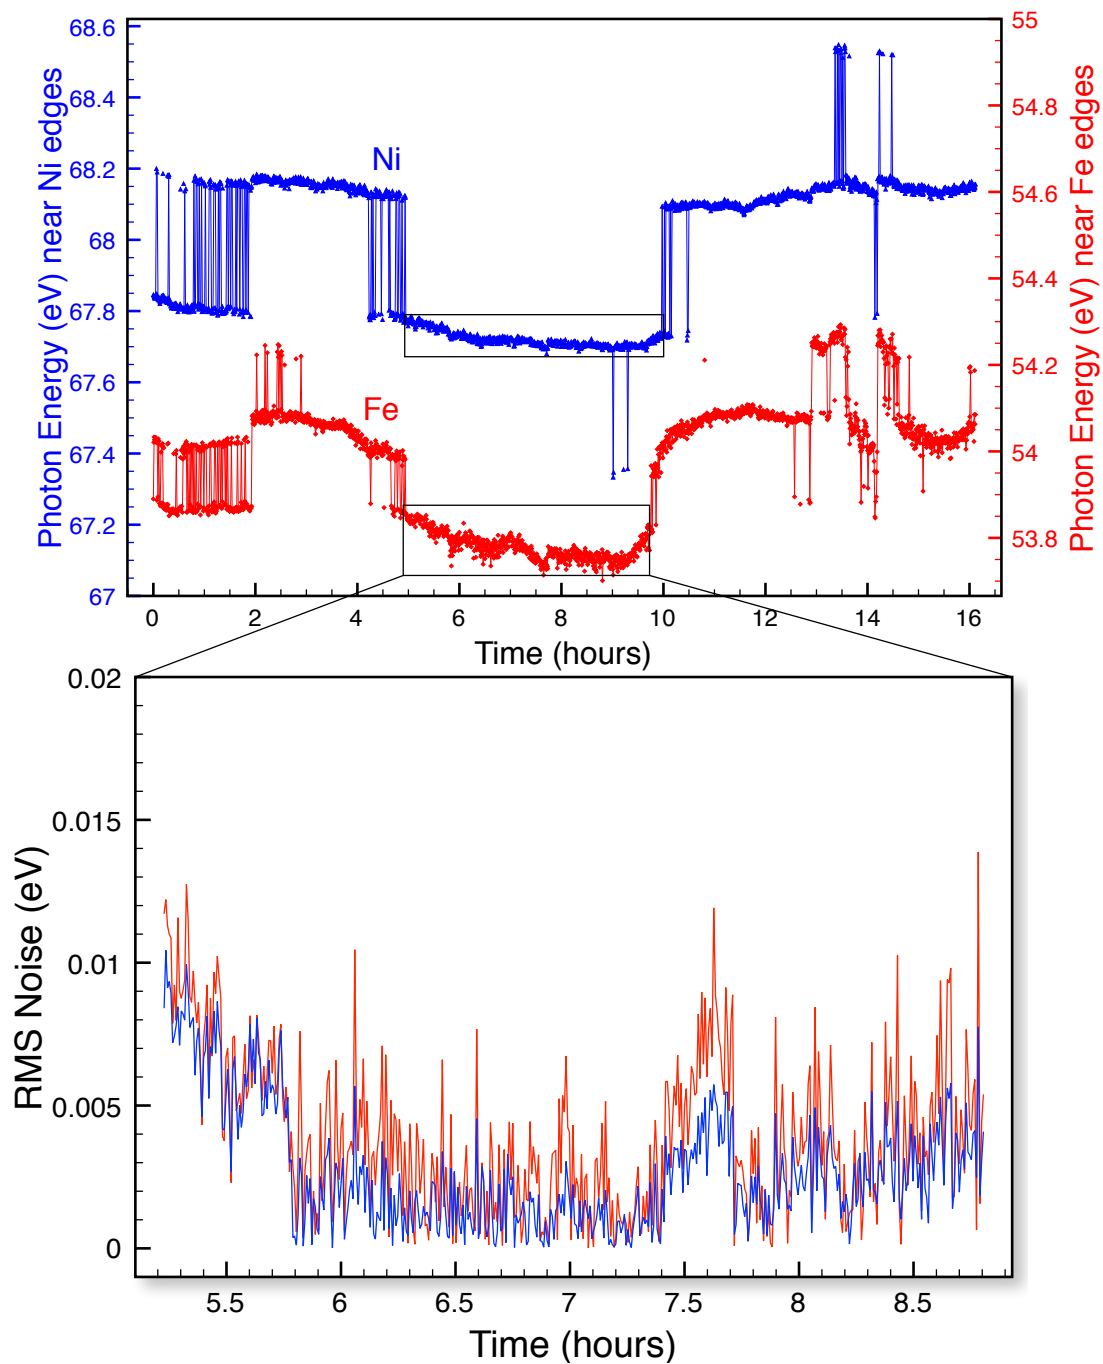 68.6
68.4
68.2
68
67.8
67.6
67.4
67.2
67
Photon Energy (eV) near Ni edges
55
54.8
54.6
54.4
54.2
54
53.8
Photon Energy (eV) near Fe edges
Ni
Fe
0 2 4 6 8 10 12 14 16
Time (hours)
0.02
0.015
0.01
0.005
0
RMS Noise (eV)
5.5 6 6.5 7 7.5 8 8.5
Time (hours)